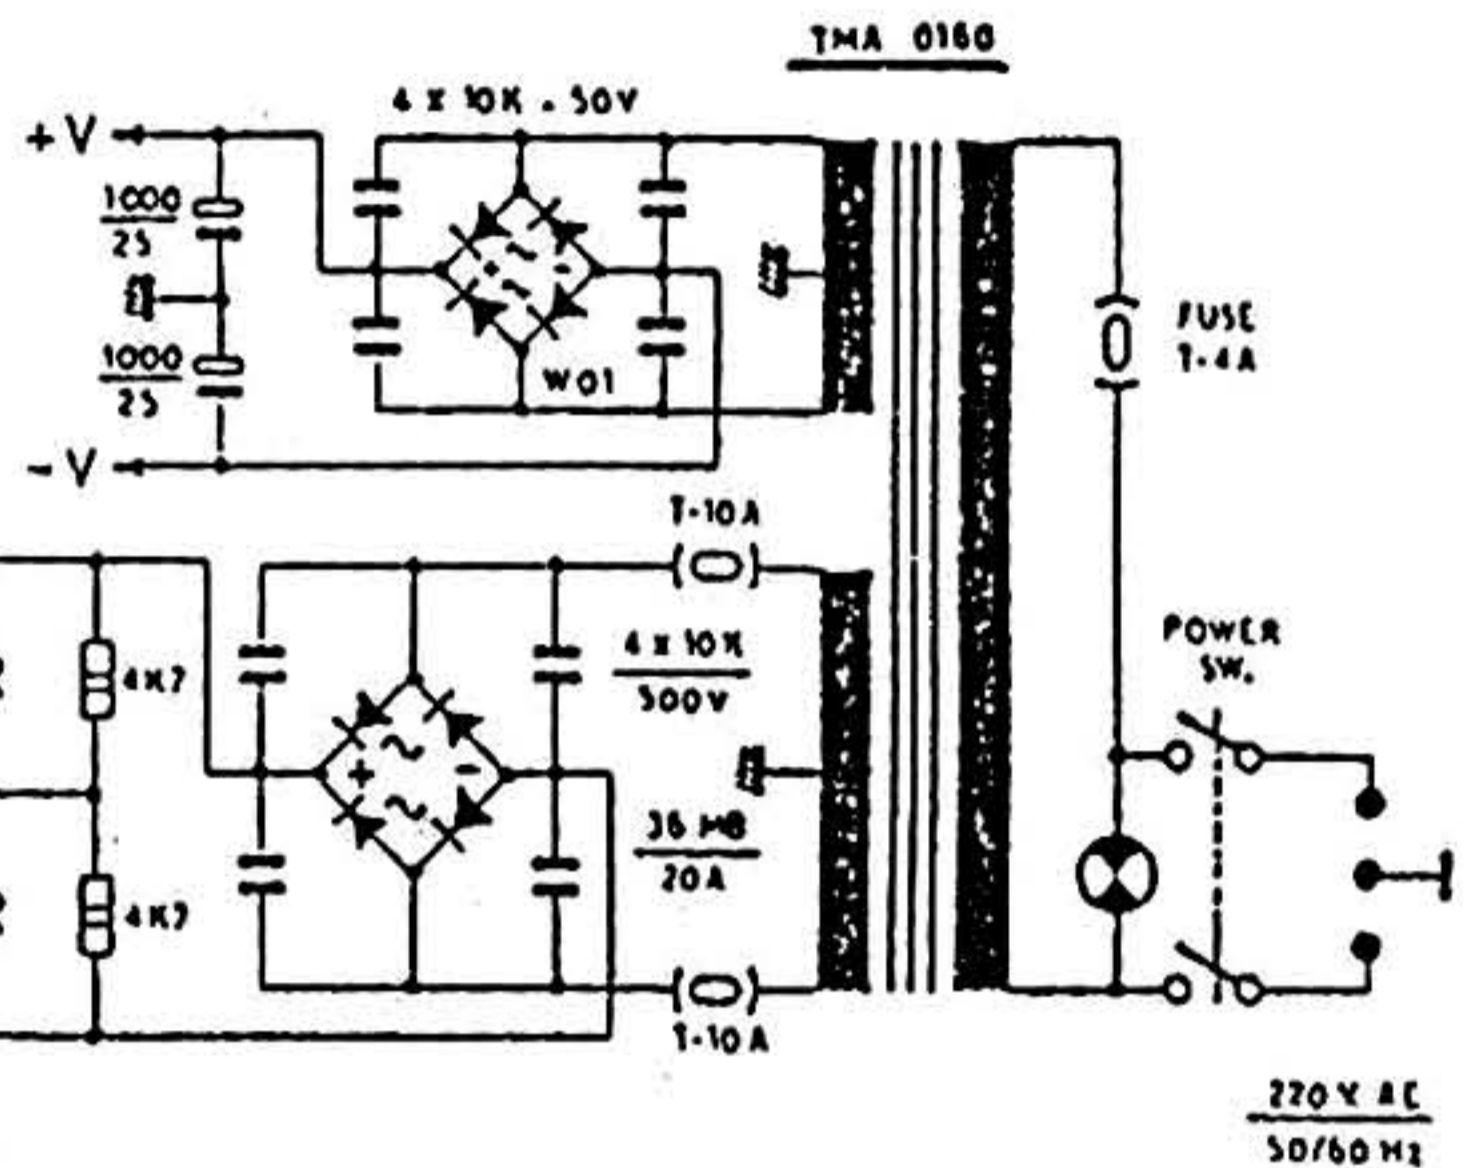 TMA 0160
4 X 10K . 50V
+ V
1000
25
+ ~ -
~
1000
25
W01
FUSE
T-4A
- V
T-10A
4 X 10K
500V
POWER
SW.
4K7
~
+ -
~
36 MB
20A
4K7
T-10A
220 V AC
50/60 Hz